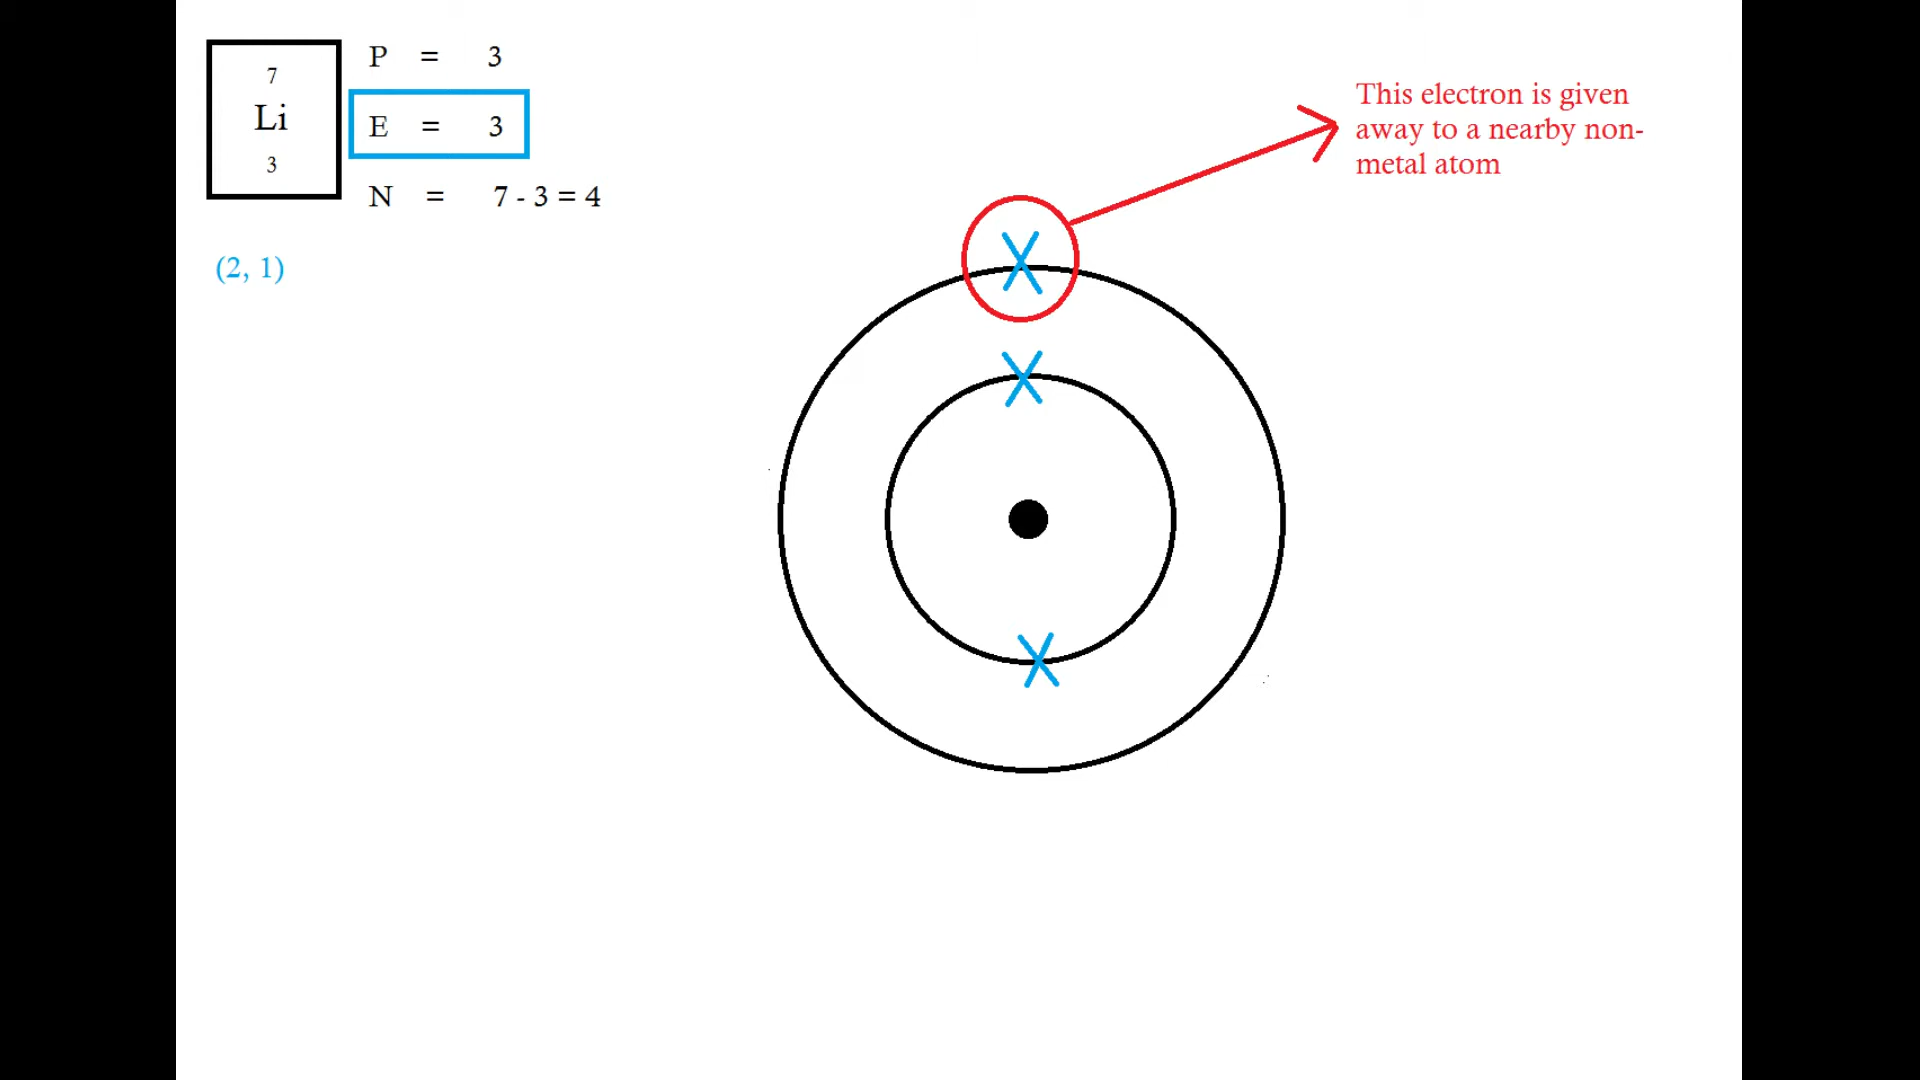 7
Li
3
P = 3
E = 3
N = 7 - 3 = 4
(2, 1)
This electron is given
away to a nearby non-
metal atom